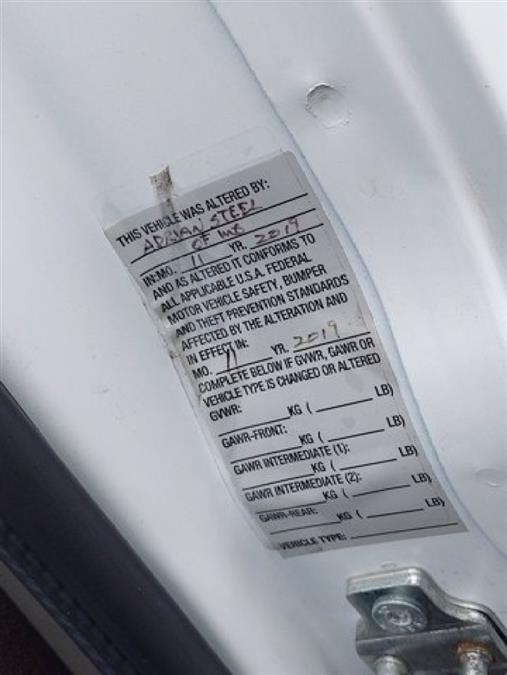 THIS VEHICLE WAS ALTERED BY:
ADRIAN STEEL
OF
IN: MO. 11 YR. 2019
AND AS ALTERED IT CONFORMS TO
ALL APPLICABLE U.S.A. FEDERAL
MOTOR VEHICLE SAFETY, BUMPER
AND THEFT PREVENTION STANDARDS
AFFECTED BY THE ALTERATION AND
IN EFFECT IN:
MO. 11 YR. 2019
COMPLETE BELOW IF GVWR, GAWR OR
VEHICLE TYPE IS CHANGED OR ALTERED
GVWR:
KG ( LB)
GAWR-FRONT:
KG ( LB)
GAWR INTERMEDIATE (1):
KG ( LB)
GAWR INTERMEDIATE (2):
KG ( LB)
GAWR-REAR:
KG ( LB)
VEHICLE TYPE: